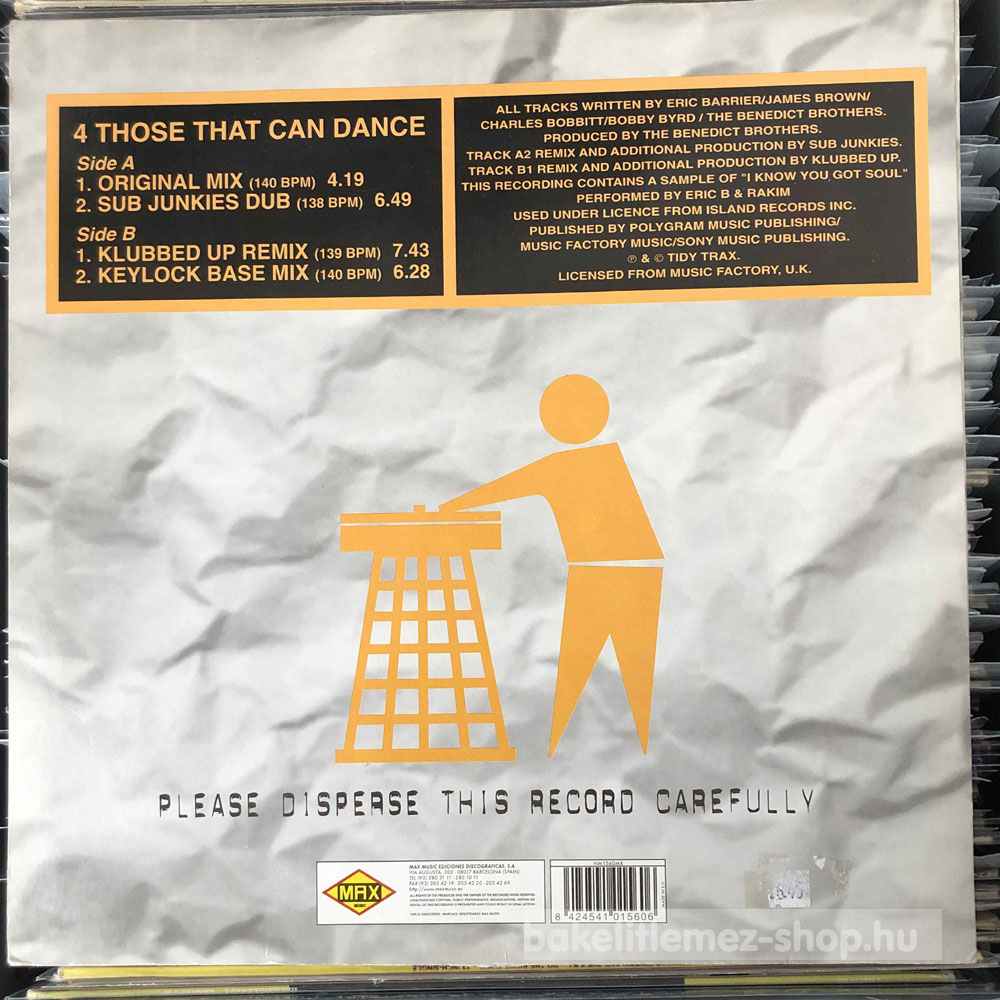 4 THOSE THAT CAN DANCE
Side A
1. ORIGINAL MIX (140 BPM) 4.19
2. SUB JUNKIES DUB (138 BPM) 6.49
Side B
1. KLUBBED UP REMIX (139 BPM) 7.43
2. KEYLOCK BASE MIX (140 BPM) 6.28
ALL TRACKS WRITTEN BY ERIC BARRIER/JAMES BROWN/
CHARLES BOBBITT/BOBBY BYRD / THE BENEDICT BROTHERS.
PRODUCED BY THE BENEDICT BROTHERS.
TRACK A2 REMIX AND ADDITIONAL PRODUCTION BY SUB JUNKIES.
TRACK B1 REMIX AND ADDITIONAL PRODUCTION BY KLUBBED UP.
THIS RECORDING CONTAINS A SAMPLE OF "I KNOW YOU GOT SOUL"
PERFORMED BY ERIC B & RAKIM
USED UNDER LICENCE FROM ISLAND RECORDS INC.
PUBLISHED BY POLYGRAM MUSIC PUBLISHING/
MUSIC FACTORY MUSIC/SONY MUSIC PUBLISHING.
℗ & © TIDY TRAX.
LICENSED FROM MUSIC FACTORY, U.K.
PLEASE DISPERSE THIS RECORD CAREFULLY
MAX
MUSIC
MAX MUSIC EDICIONES DISCOGRAFICAS, S.A.
8 424541 015606
bakelitlemez-shop.hu